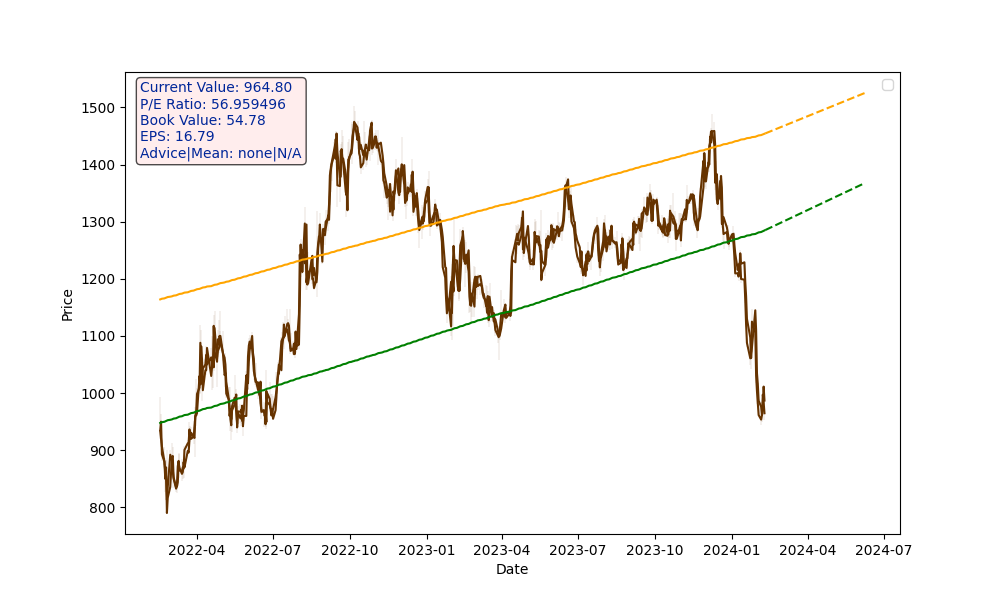 Current Value: 964.80
P/E Ratio: 56.959496
Book Value: 54.78
EPS: 16.79
Advice|Mean: none|N/A
1500
1400
1300
1200
1100
1000
900
800
Price
2022-04 2022-07 2022-10 2023-01 2023-04 2023-07 2023-10 2024-01 2024-04 2024-07
Date